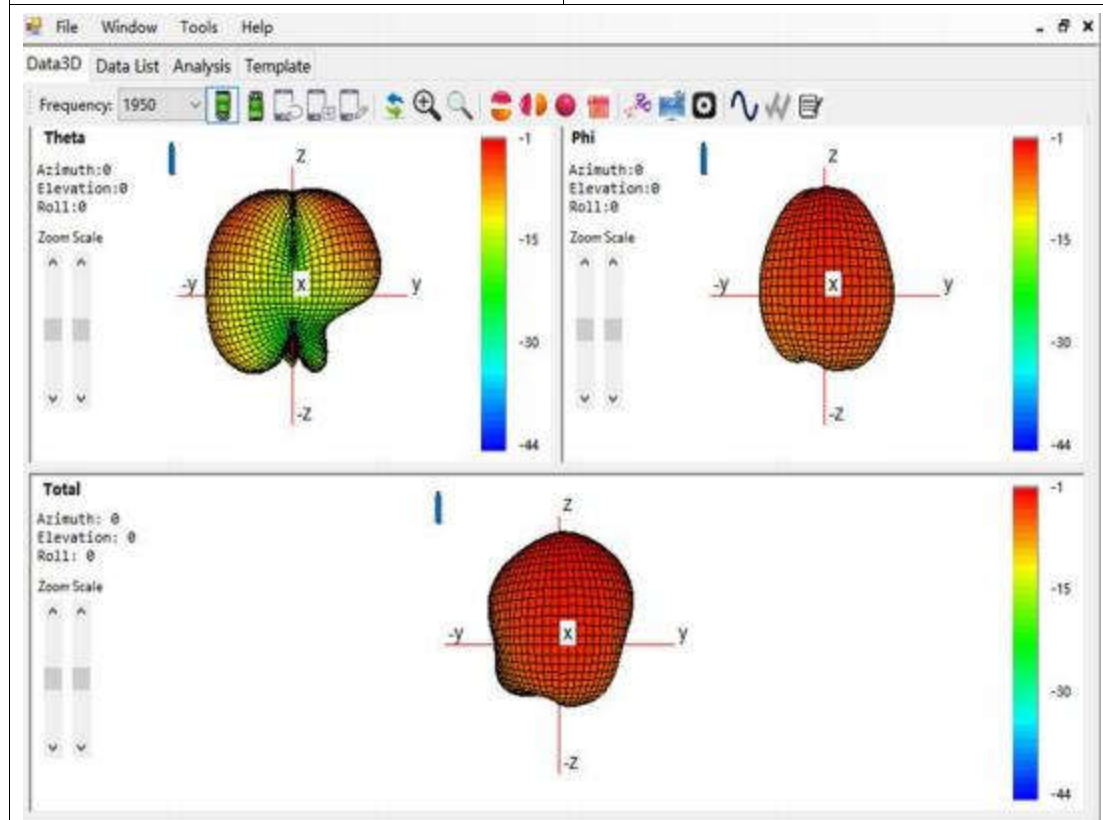 File Window Tools Help
Data3D Data List Analysis Template
Frequency: 1950
Theta
Azimuth:0
Elevation:0
Roll:0
Zoom Scale
z
-y
x
y
-z
-1
-15
-30
-44
Phi
Azimuth:0
Elevation:0
Roll:0
Zoom Scale
z
-y
x
y
-z
-1
-15
-30
-44
Total
Azimuth: 0
Elevation: 0
Roll: 0
Zoom Scale
z
-y
x
y
-z
-1
-15
-30
-44